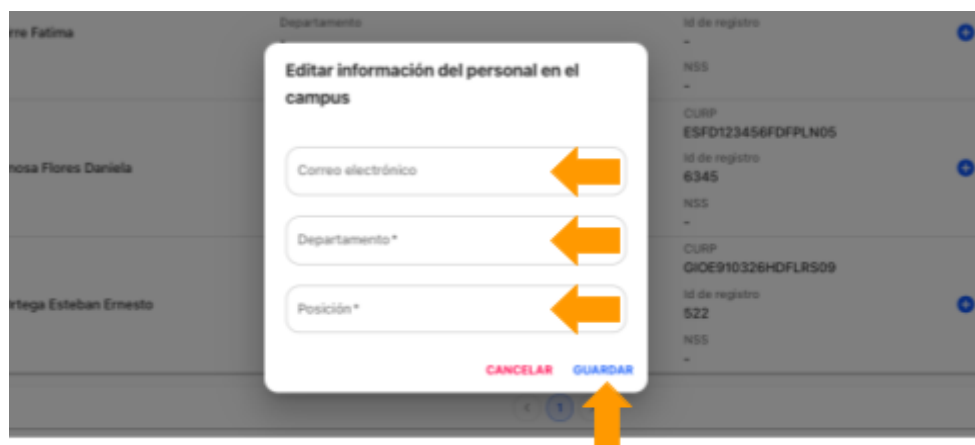 rre Fatima
Departamento
-
Id de registro
-
NSS
-
Editar información del personal en el
campus
Correo electrónico
Departamento*
Posición*
CANCELAR GUARDAR
nosa Flores Daniela
CURP
ESFD123456FDFPLN05
Id de registro
6345
NSS
-
rtega Esteban Ernesto
CURP
GIOE910326HDFLRS09
Id de registro
522
NSS
-
1